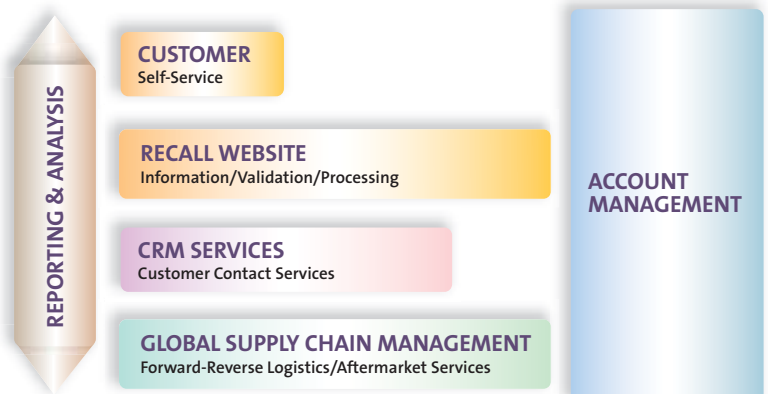 REPORTING & ANALYSIS
CUSTOMER
Self-Service
RECALL WEBSITE
Information/Validation/Processing
CRM SERVICES
Customer Contact Services
GLOBAL SUPPLY CHAIN MANAGEMENT
Forward-Reverse Logistics/Aftermarket Services
ACCOUNT
MANAGEMENT